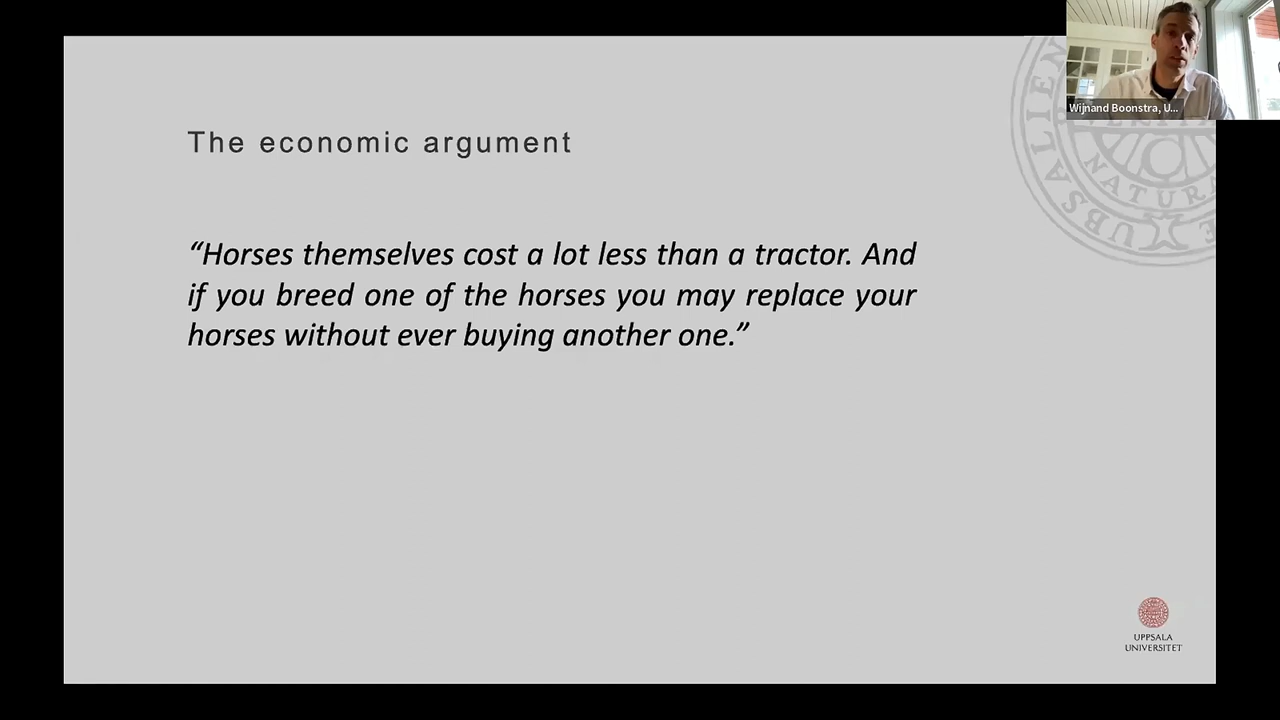 Wijnand Boonstra, U...
The economic argument
“Horses themselves cost a lot less than a tractor. And
if you breed one of the horses you may replace your
horses without ever buying another one.”
UPPSALA
UNIVERSITET